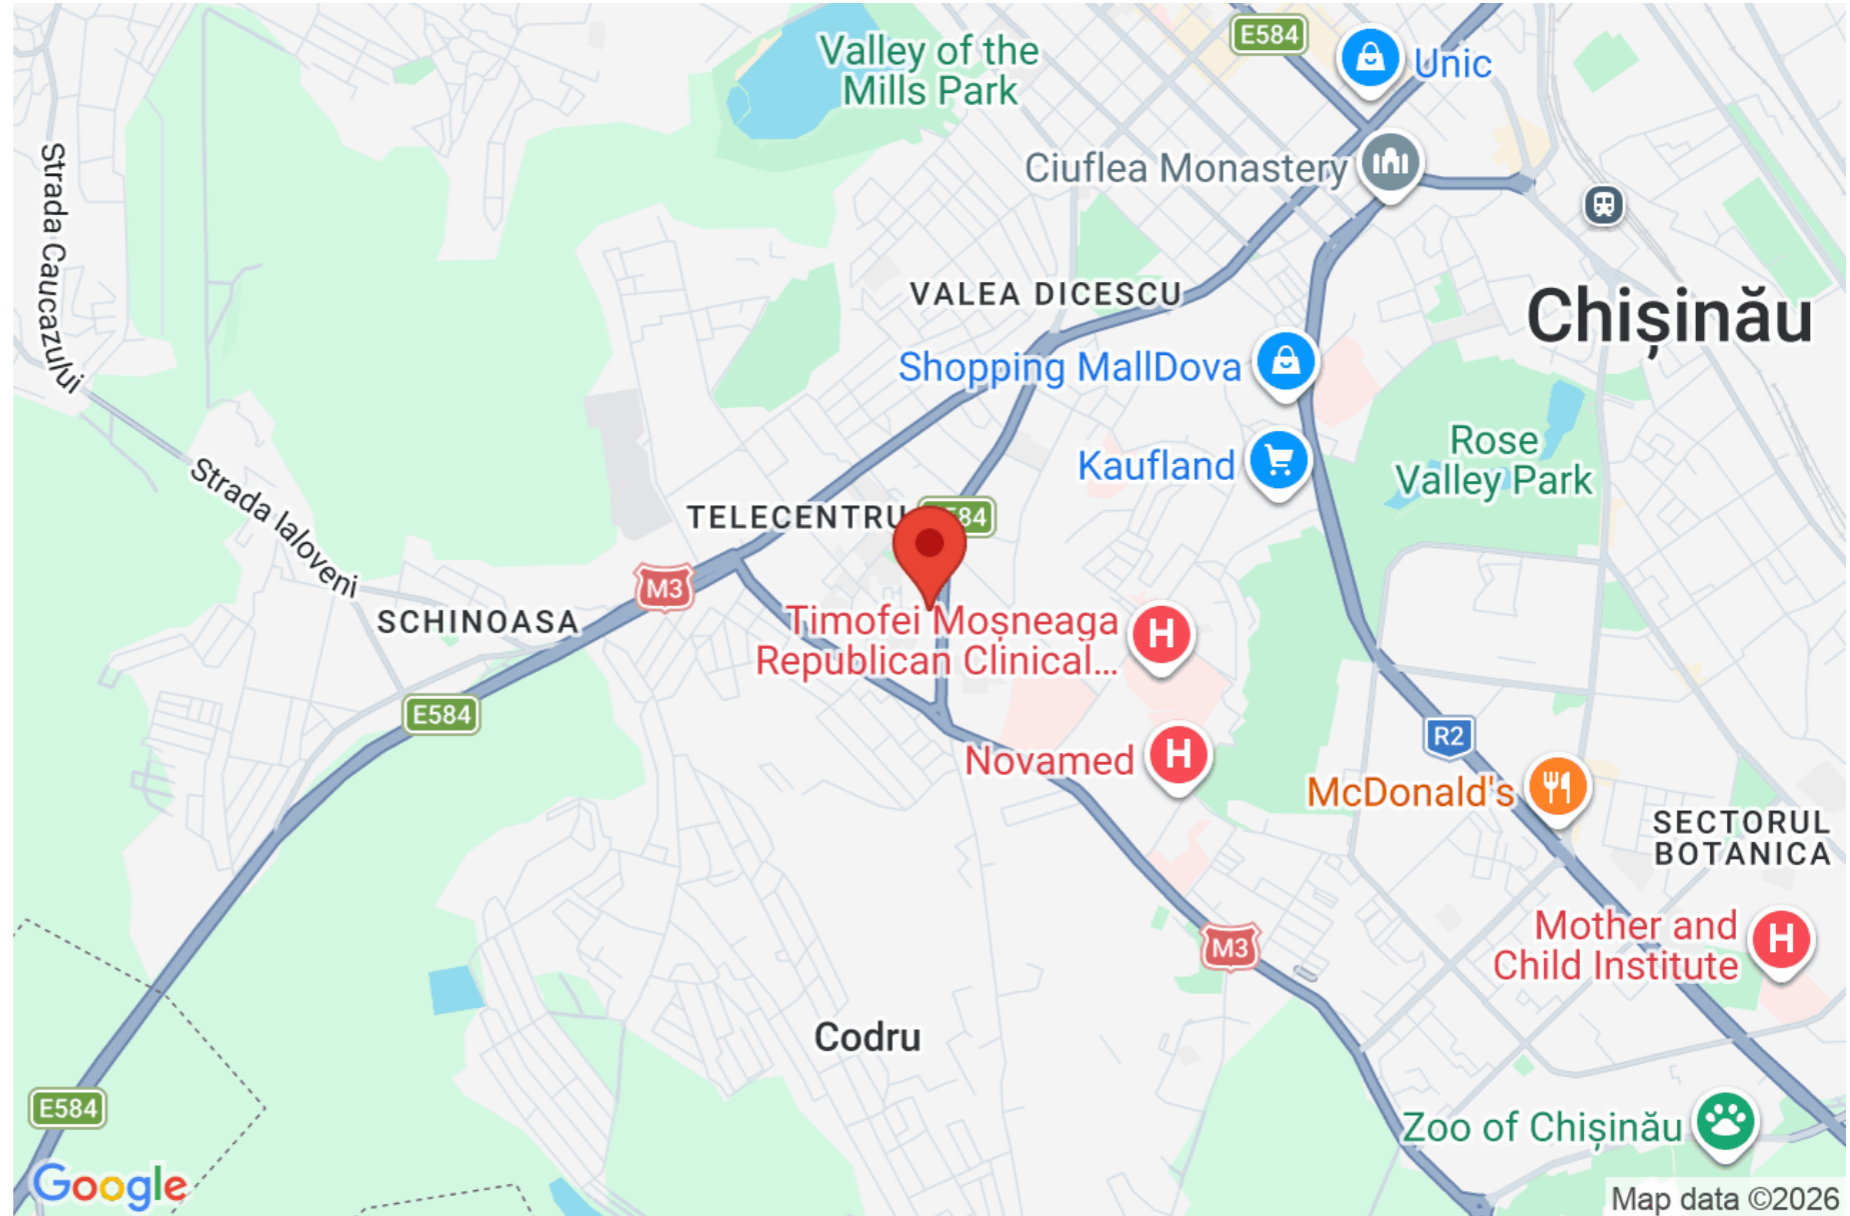 E584
Unic
Valley of the
Mills Park
Ciuflea Monastery
Strada Caucazului
VALEA DICESCU
Chișinău
Shopping MallDova
Rose
Valley Park
Kaufland
Strada Ialoveni
TELECENTRU
84
M3
SCHINOASA
Timofei Moșneaga
Republican Clinical...
H
E584
R2
Novamed
H
McDonald's
SECTORUL
BOTANICA
M3
Mother and
Child Institute
H
Codru
E584
Zoo of Chișinău
Google
Map data ©2026